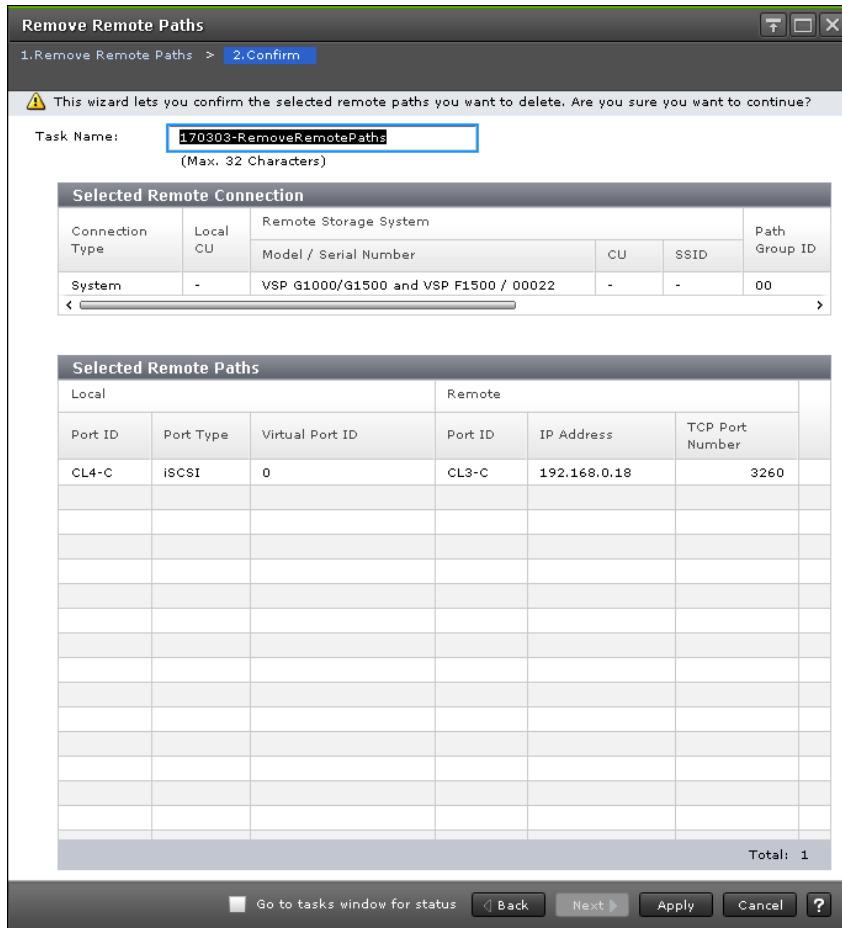 Remove Remote Paths
1.Remove Remote Paths > 2.Confirm
This wizard lets you confirm the selected remote paths you want to delete. Are you sure you want to continue?
Task Name: 170303-RemoveRemotePaths
(Max. 32 Characters)
Selected Remote Connection
Connection Type Local CU Remote Storage System Path Group ID
Model / Serial Number CU SSID
System - VSP G1000/G1500 and VSP F1500 / 00022 - - 00
Selected Remote Paths
Local Remote
Port ID Port Type Virtual Port ID Port ID IP Address TCP Port Number
CL4-C iSCSI 0 CL3-C 192.168.0.18 3260
Total: 1
Go to tasks window for status Back Next Apply Cancel ?